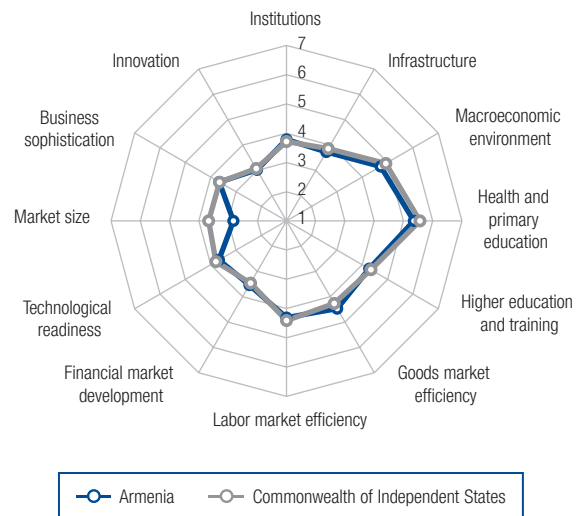 Institutions
Infrastructure
Macroeconomic
environment
Health and
primary
education
Higher education
and training
Goods market
efficiency
Labor market efficiency
Financial market
development
Technological
readiness
Market size
Business
sophistication
Innovation
7
6
5
4
3
2
1
Armenia
Commonwealth of Independent States